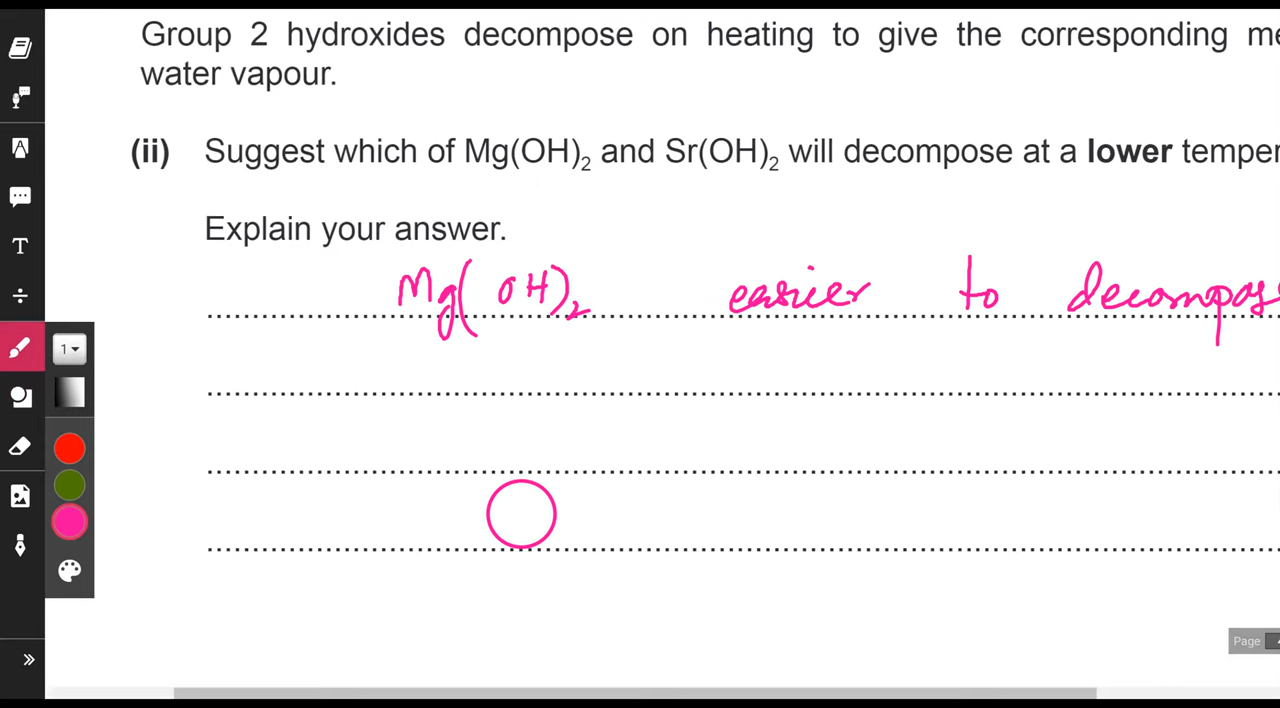 Group 2 hydroxides decompose on heating to give the corresponding me
water vapour.
(ii) Suggest which of Mg(OH)₂ and Sr(OH)₂ will decompose at a lower temper
Explain your answer.
Mg(OH)₂ easier to decompos
1
Page